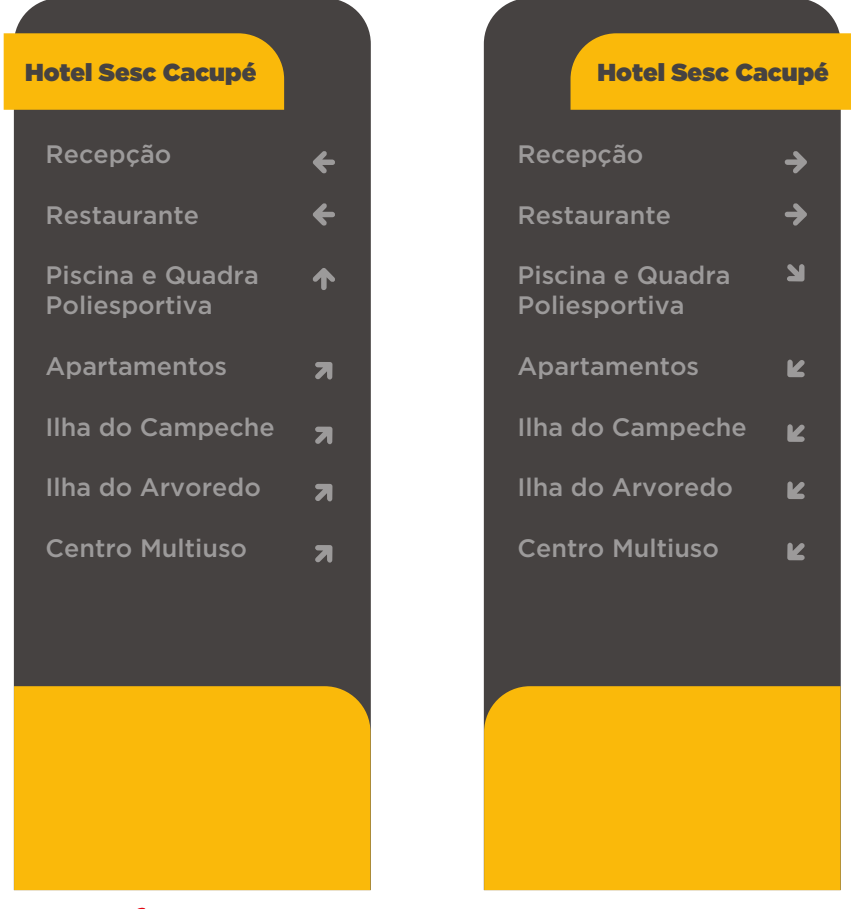 Hotel Sesc Cacupé
Recepção
Restaurante
Piscina e Quadra
Poliesportiva
Apartamentos
Ilha do Campeche
Ilha do Arvoredo
Centro Multiuso
Hotel Sesc Cacupé
Recepção
Restaurante
Piscina e Quadra
Poliesportiva
Apartamentos
Ilha do Campeche
Ilha do Arvoredo
Centro Multiuso